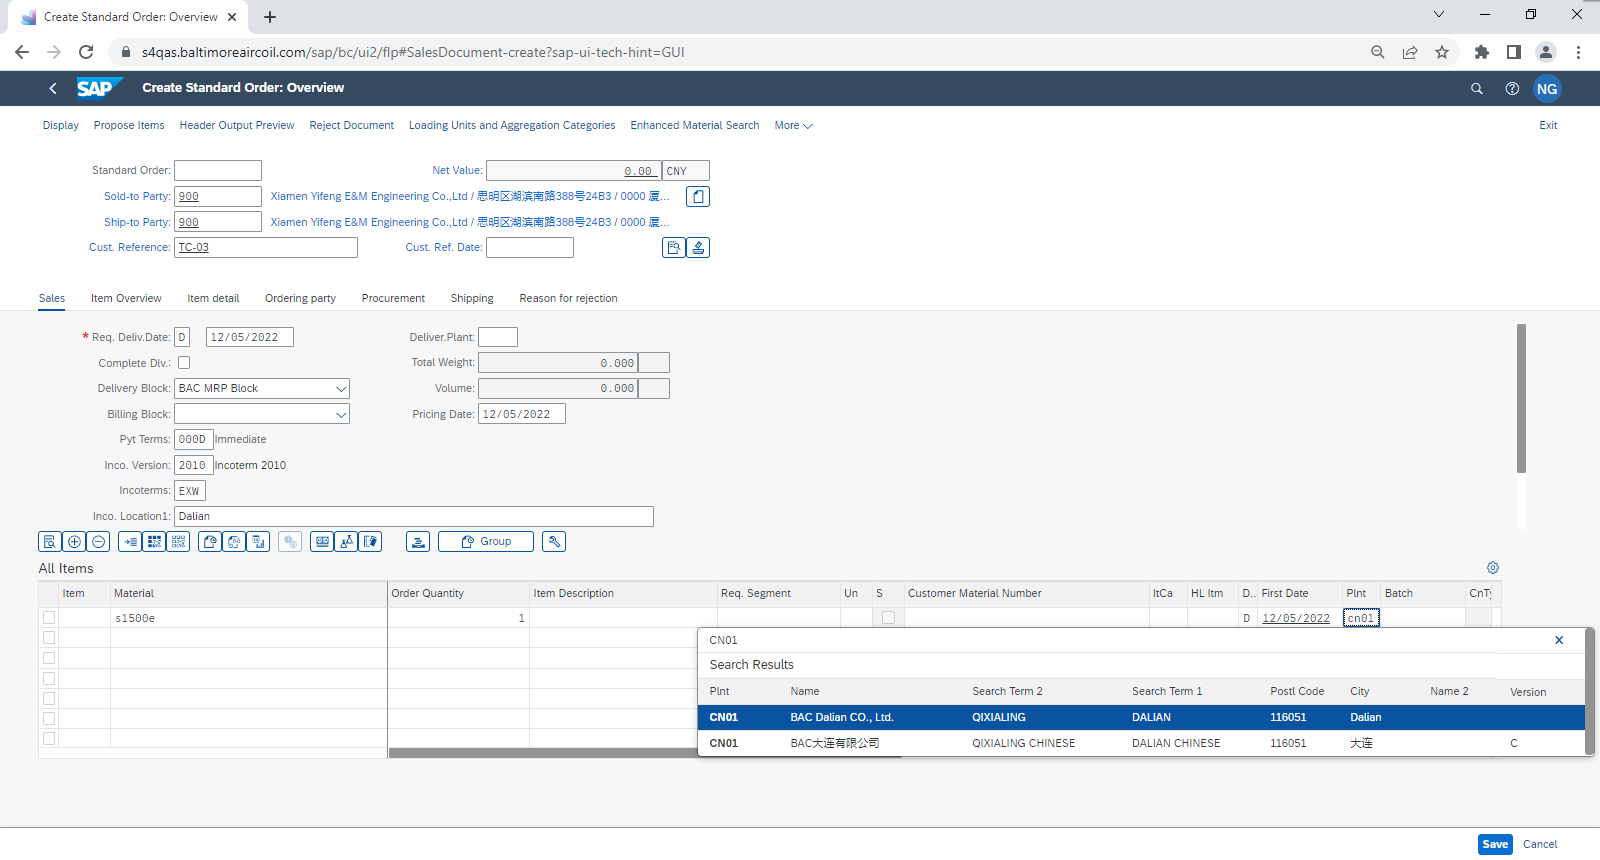 Create Standard Order: Overview
s4qas.baltimoreaircoil.com/sap/bc/ui2/flp#SalesDocument-create?sap-ui-tech-hint=GUI
SAP Create Standard Order: Overview NG
Display Propose Items Header Output Preview Reject Document Loading Units and Aggregation Categories Enhanced Material Search More Exit
Standard Order: Net Value: 0.00 CNY
Sold-to Party: 900 Xiamen Yifeng E&M Engineering Co.,Ltd / 思明区湖滨南路388号24B3 / 0000 厦...
Ship-to Party: 900 Xiamen Yifeng E&M Engineering Co.,Ltd / 思明区湖滨南路388号24B3 / 0000 厦...
Cust. Reference: TC-03 Cust. Ref. Date:
Sales Item Overview Item detail Ordering party Procurement Shipping Reason for rejection
* Req. Deliv.Date: D 12/05/2022 Deliver.Plant:
Complete Dlv.: Total Weight: 0.000
Delivery Block: BAC MRP Block Volume: 0.000
Billing Block: Pricing Date: 12/05/2022
Pyt Terms: 000D Immediate
Inco. Version: 2010 Incoterm 2010
Incoterms: EXW
Inco. Location1: Dalian
Group
All Items
Item Material Order Quantity Item Description Req. Segment Un S Customer Material Number ItCa HL Itm D.. First Date Plnt Batch CnTy
s1500e 1 D 12/05/2022 cn01
CN01
Search Results
Plnt Name Search Term 2 Search Term 1 Postl Code City Name 2 Version
CN01 BAC Dalian CO., Ltd. QIXIALING DALIAN 116051 Dalian
CN01 BAC大连有限公司 QIXIALING CHINESE DALIAN CHINESE 116051 大连 C
Save Cancel